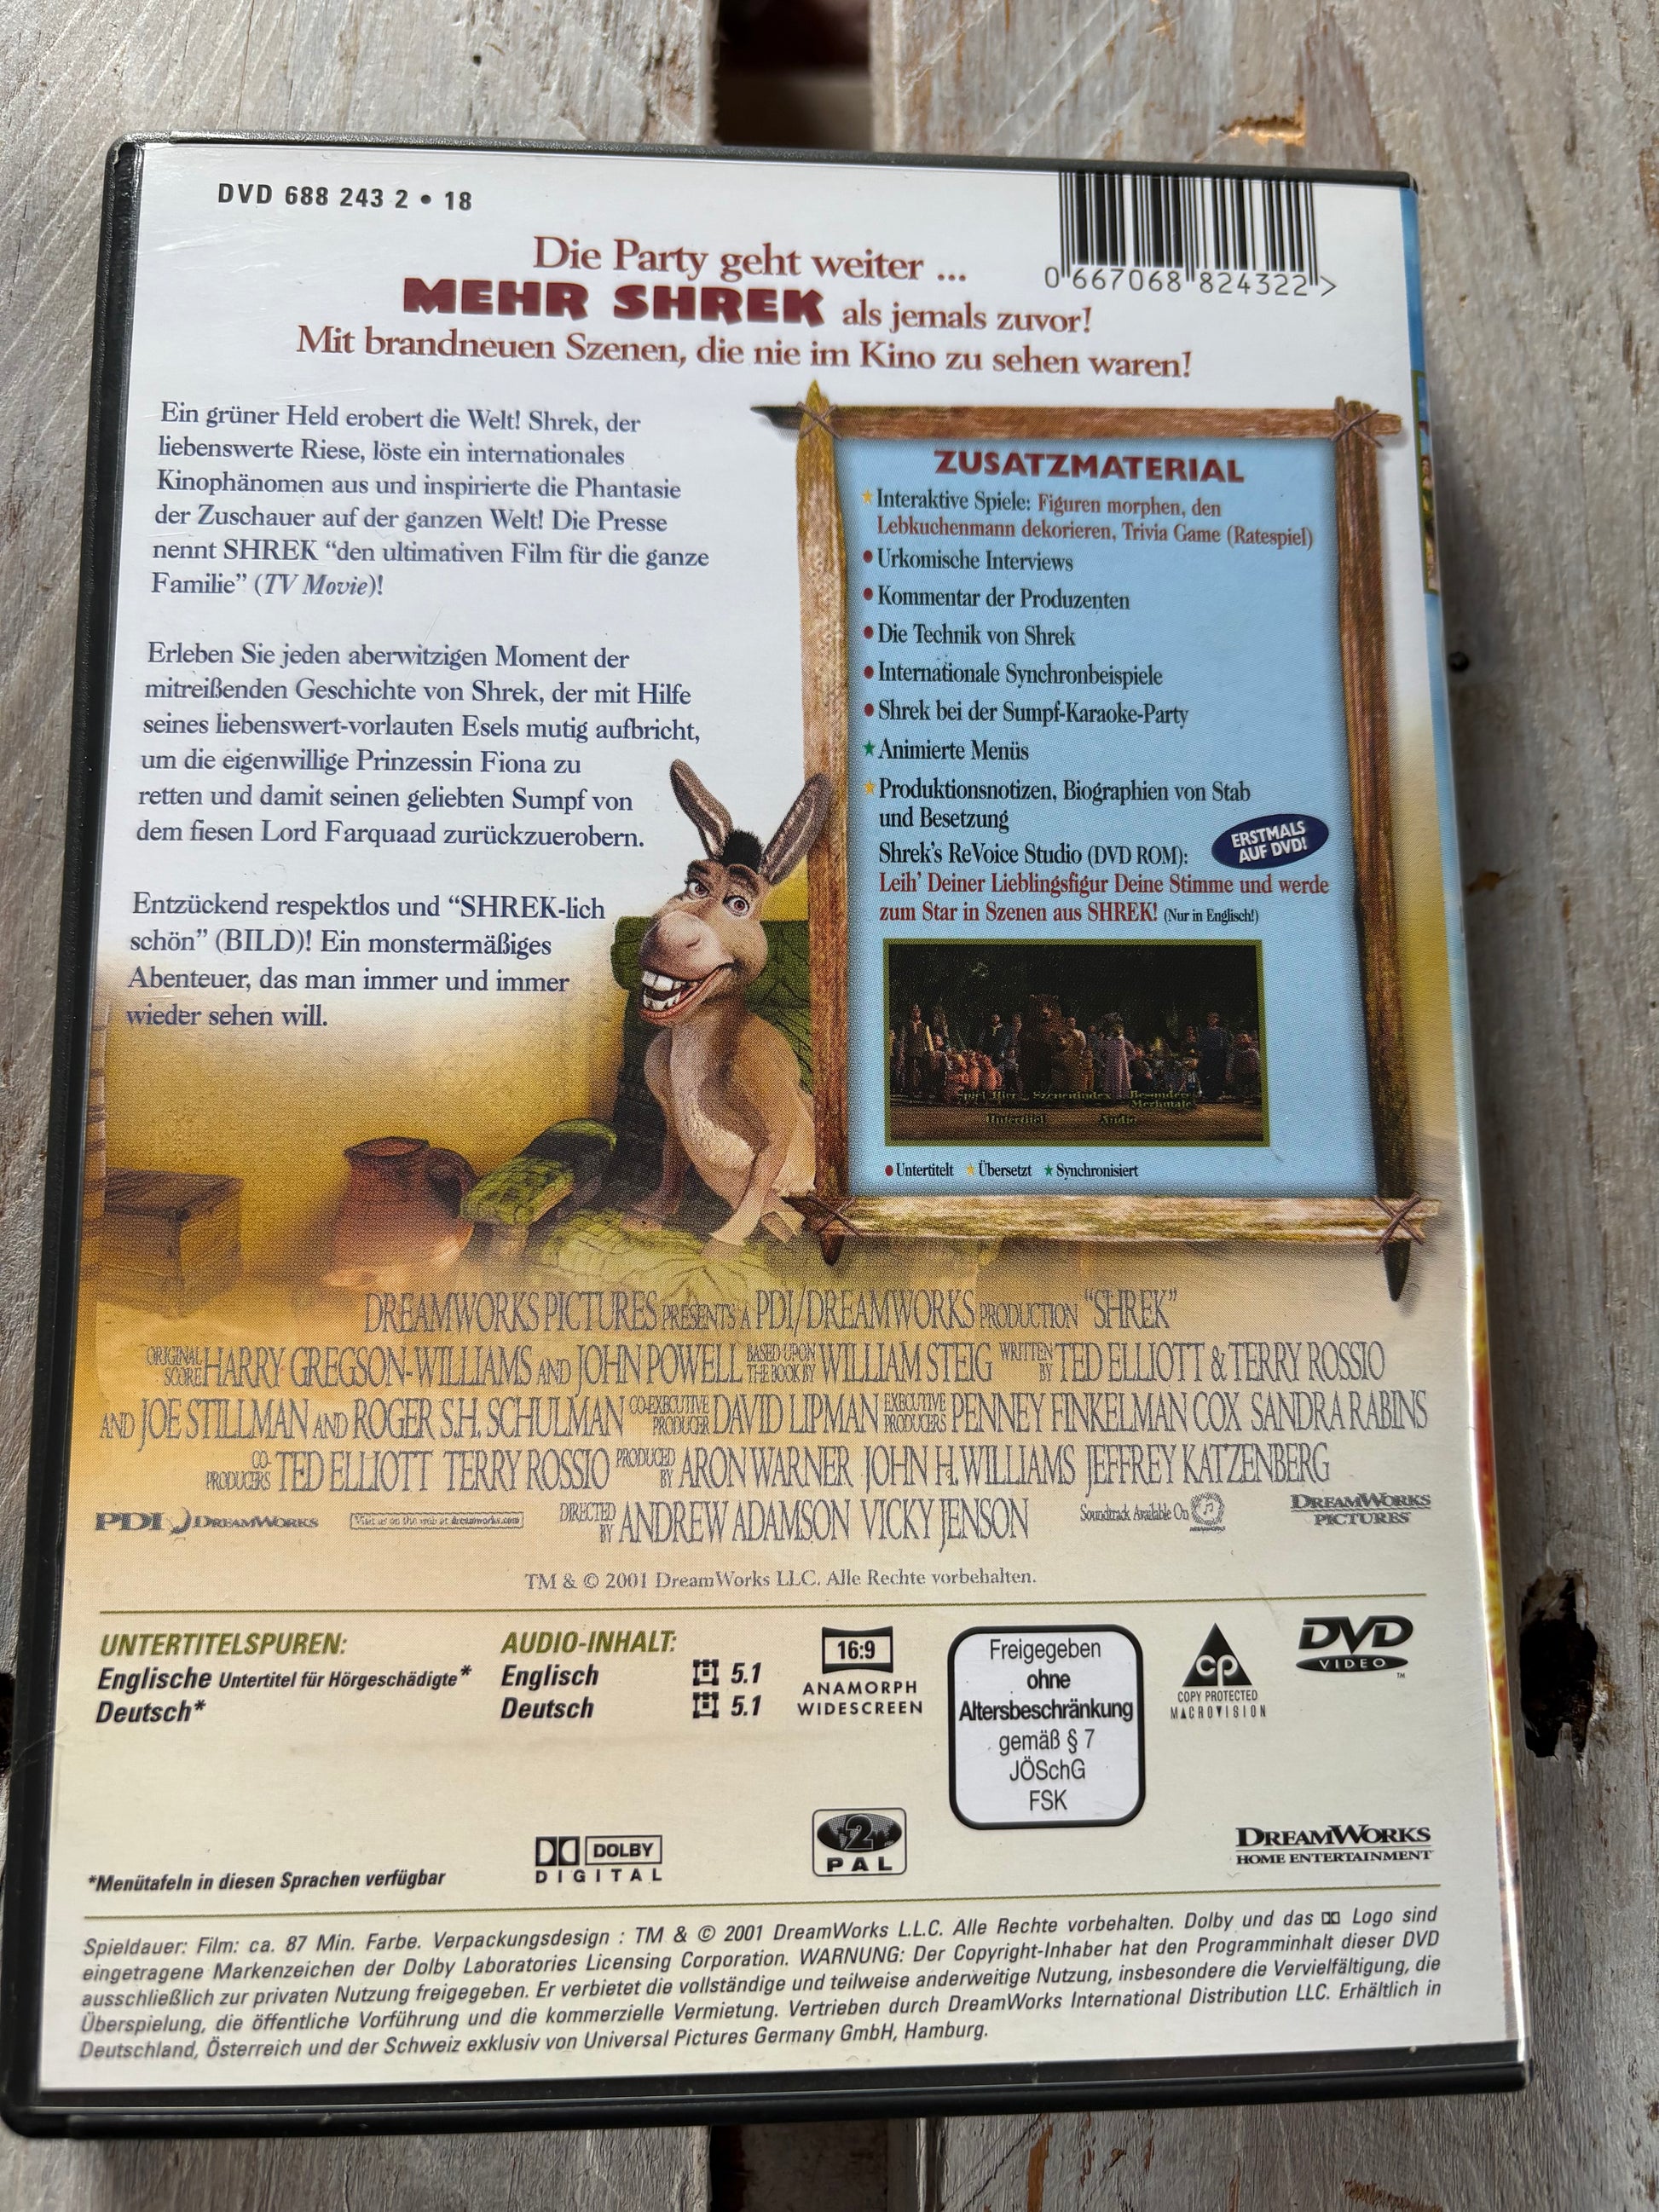 DVD 688 243 2 • 18
0 667068 824322 >
Die Party geht weiter ...
MEHR SHREK als jemals zuvor!
Mit brandneuen Szenen, die nie im Kino zu sehen waren!
Ein grüner Held erobert die Welt! Shrek, der
liebenswerte Riese, löste ein internationales
Kinophänomen aus und inspirierte die Phantasie
der Zuschauer auf der ganzen Welt! Die Presse
nennt SHREK “den ultimativen Film für die ganze
Familie” (TV Movie)!
Erleben Sie jeden aberwitzigen Moment der
mitreißenden Geschichte von Shrek, der mit Hilfe
seines liebenswert-vorlauten Esels mutig aufbricht,
um die eigenwillige Prinzessin Fiona zu
retten und damit seinen geliebten Sumpf von
dem fiesen Lord Farquaad zurückzuerobern.
Entzückend respektlos und “SHREK-lich
schön” (BILD)! Ein monstermäßiges
Abenteuer, das man immer und immer
wieder sehen will.
ZUSATZMATERIAL
★ Interaktive Spiele: Figuren morphen, den
Lebkuchenmann dekorieren, Trivia Game (Ratespiel)
• Urkomische Interviews
• Kommentar der Produzenten
• Die Technik von Shrek
• Internationale Synchronbeispiele
• Shrek bei der Sumpf-Karaoke-Party
★ Animierte Menüs
★ Produktionsnotizen, Biographien von Stab
und Besetzung
ERSTMALS
AUF DVD!
Shrek’s ReVoice Studio (DVD ROM):
Leih’ Deiner Lieblingsfigur Deine Stimme und werde
zum Star in Szenen aus SHREK! (Nur in Englisch!)
Spiel Hier Szenenindex Besondere
Merkmale
Untertitel Audio
• Untertitelt ★ Übersetzt ★ Synchronisiert
DREAMWORKS PICTURES PRESENTS A PDI/DREAMWORKS PRODUCTION “SHREK”
ORIGINAL SCORE HARRY GREGSON-WILLIAMS AND JOHN POWELL BASED UPON THE BOOK BY WILLIAM STEIG WRITTEN BY TED ELLIOTT & TERRY ROSSIO
AND JOE STILLMAN AND ROGER S.H. SCHULMAN CO-EXECUTIVE PRODUCER DAVID LIPMAN EXECUTIVE PRODUCERS PENNEY FINKELMAN COX SANDRA RABINS
CO-PRODUCERS TED ELLIOTT TERRY ROSSIO PRODUCED BY ARON WARNER JOHN H. WILLIAMS JEFFREY KATZENBERG
PDI DREAMWORKS Visit us on the web at dreamworks.com DIRECTED BY ANDREW ADAMSON VICKY JENSON Soundtrack Available On DREAMWORKS PICTURES
TM & © 2001 DreamWorks LLC. Alle Rechte vorbehalten.
UNTERTITELSPUREN:
Englische Untertitel für Hörgeschädigte*
Deutsch*
AUDIO-INHALT:
Englisch 5.1
Deutsch 5.1
16:9
ANAMORPH
WIDESCREEN
Freigegeben
ohne
Altersbeschränkung
gemäß § 7
JÖSchG
FSK
CP
COPY PROTECTED
MACROVISION
DVD
VIDEO
TM
*Menütafeln in diesen Sprachen verfügbar
DOLBY
DIGITAL
2
PAL
DREAMWORKS
HOME ENTERTAINMENT
Spieldauer: Film: ca. 87 Min. Farbe. Verpackungsdesign : TM & © 2001 DreamWorks L.L.C. Alle Rechte vorbehalten. Dolby und das Logo sind
eingetragene Markenzeichen der Dolby Laboratories Licensing Corporation. WARNUNG: Der Copyright-Inhaber hat den Programminhalt dieser DVD
ausschließlich zur privaten Nutzung freigegeben. Er verbietet die vollständige und teilweise anderweitige Nutzung, insbesondere die Vervielfältigung, die
Überspielung, die öffentliche Vorführung und die kommerzielle Vermietung. Vertrieben durch DreamWorks International Distribution LLC. Erhältlich in
Deutschland, Österreich und der Schweiz exklusiv von Universal Pictures Germany GmbH, Hamburg.